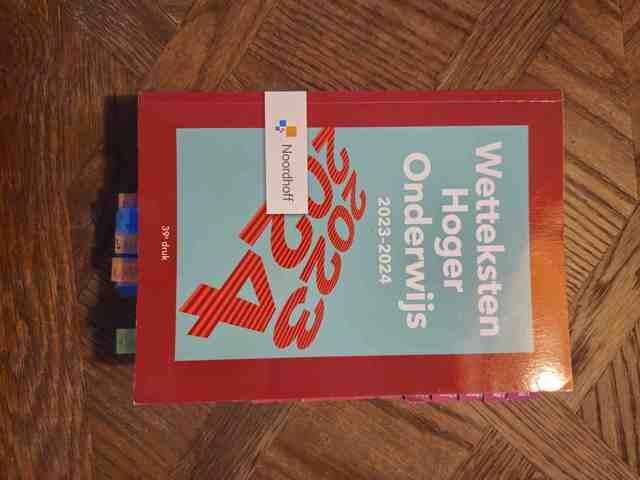 Wetteksten
Hoger
Onderwijs
2023-2024
2023
2024
Noordhoff
39e druk